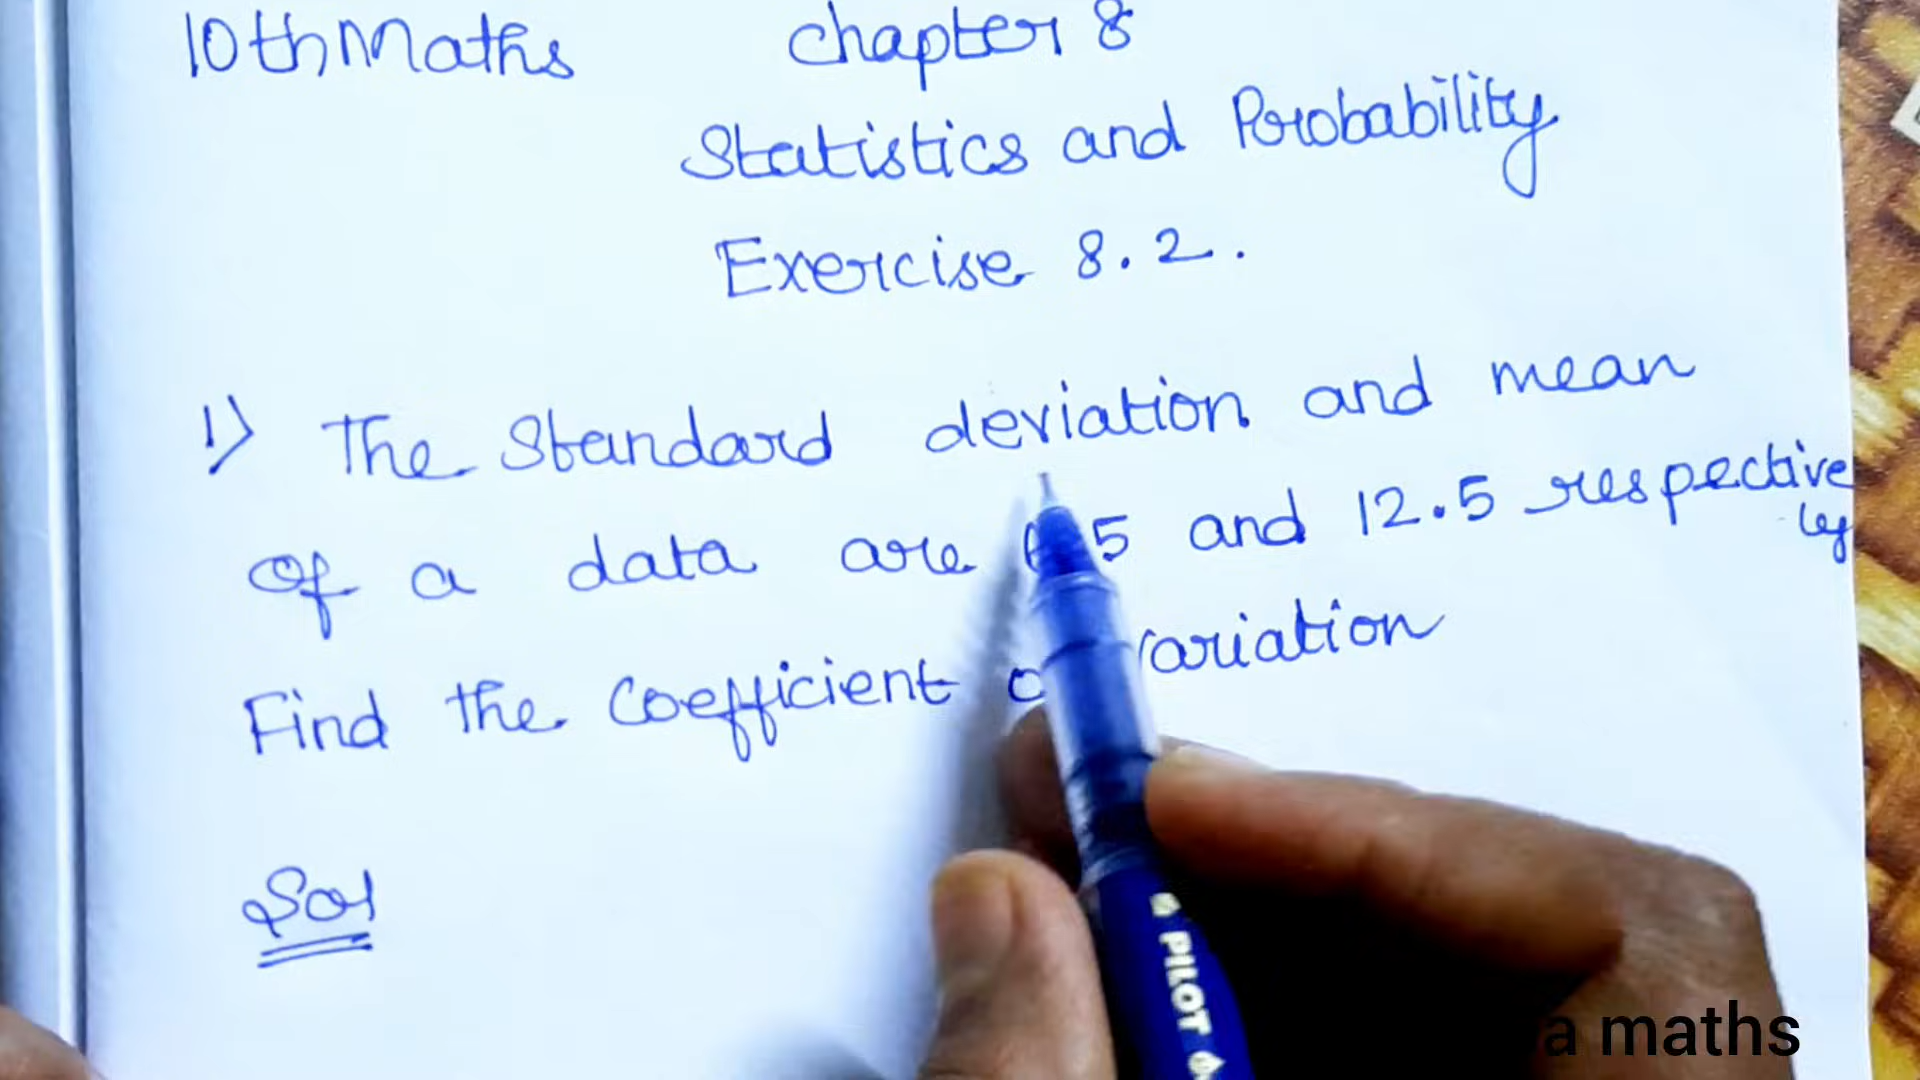 10th Maths chapter 8
Statistics and Probability
Exercise 8.2.
1) The Standard deviation and mean
of a data are 5 and 12.5 respectively
Find the coefficient variation
Sol
PILOT
a maths